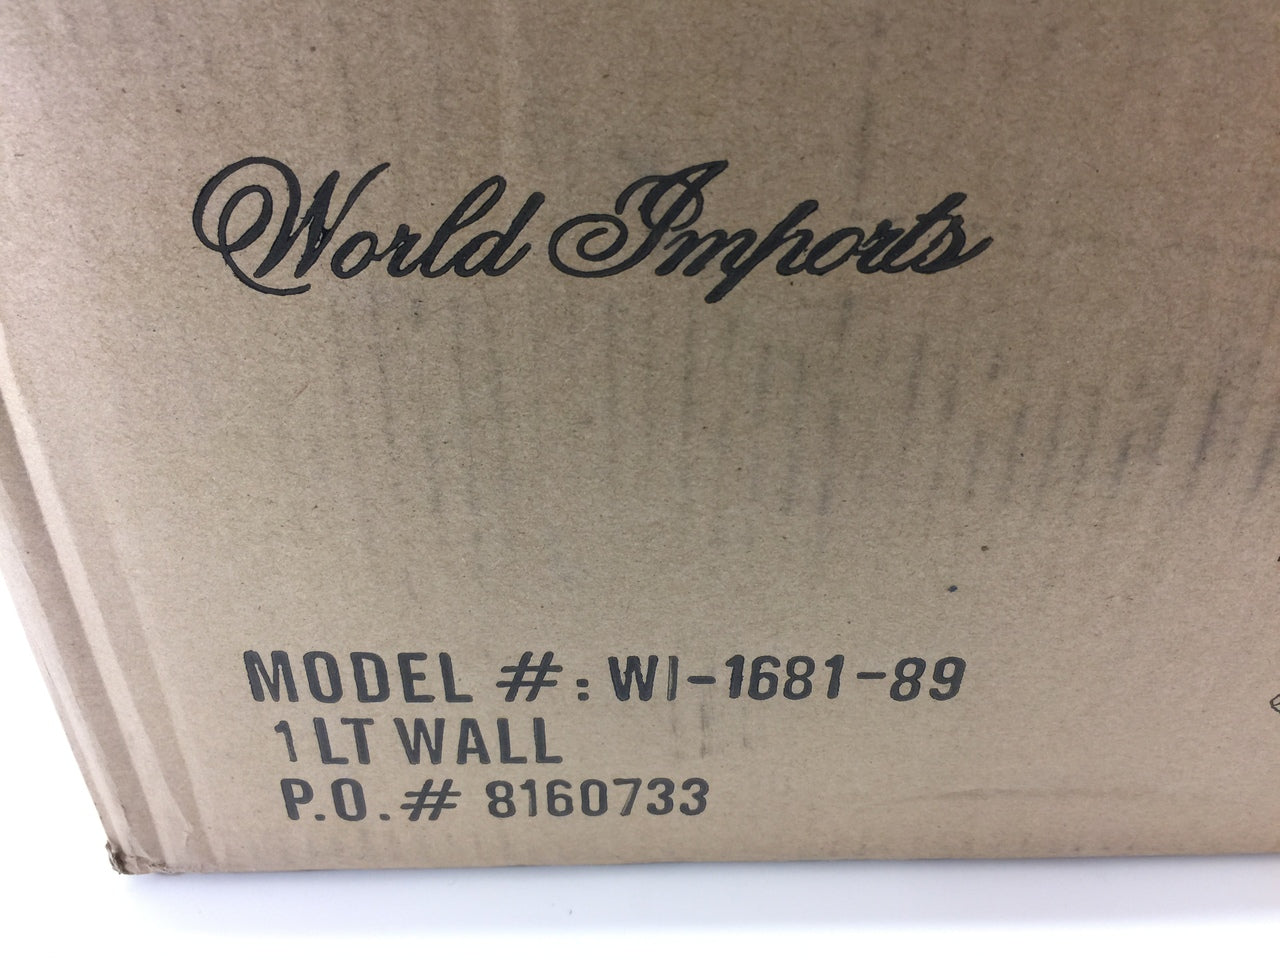 World Imports
MODEL #: WI-1681-89
1 LT WALL
P.O. # 8160733